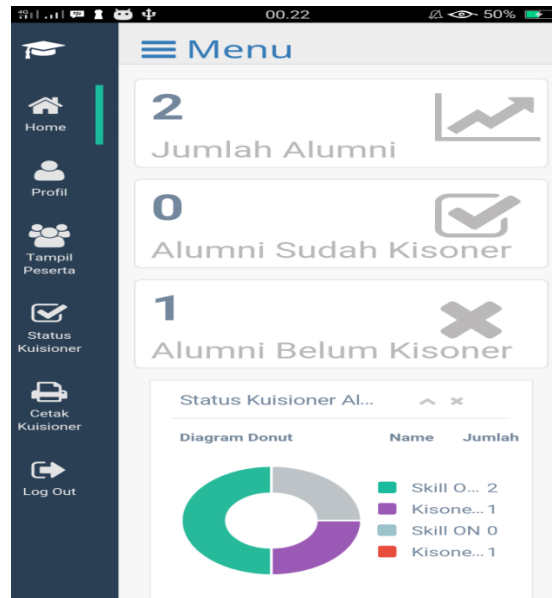 00.22
50%
Menu
Home
Profil
Tampil
Peserta
Status
Kuisioner
Cetak
Kuisioner
Log Out
2
Jumlah Alumni
0
Alumni Sudah Kisoner
1
Alumni Belum Kisoner
Status Kuisioner Al...
Diagram Donut Name Jumlah
Skill O... 2
Kisone... 1
Skill ON 0
Kisone... 1